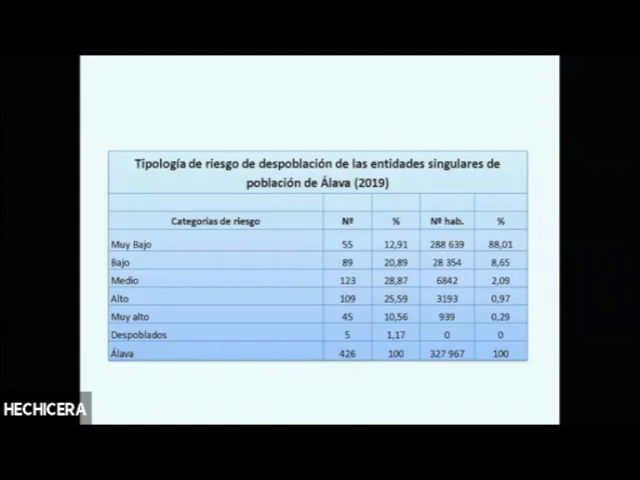 Tipología de riesgo de despoblación de las entidades singulares de
población de Álava (2019)
Categorías de riesgo Nº % Nº hab. %
Muy Bajo 55 12,91 288 639 88,01
Bajo 89 20,89 28 354 8,65
Medio 123 28,87 6842 2,09
Alto 109 25,59 3193 0,97
Muy alto 45 10,56 939 0,29
Despoblados 5 1,17 0 0
Álava 426 100 327 967 100
HECHICERA